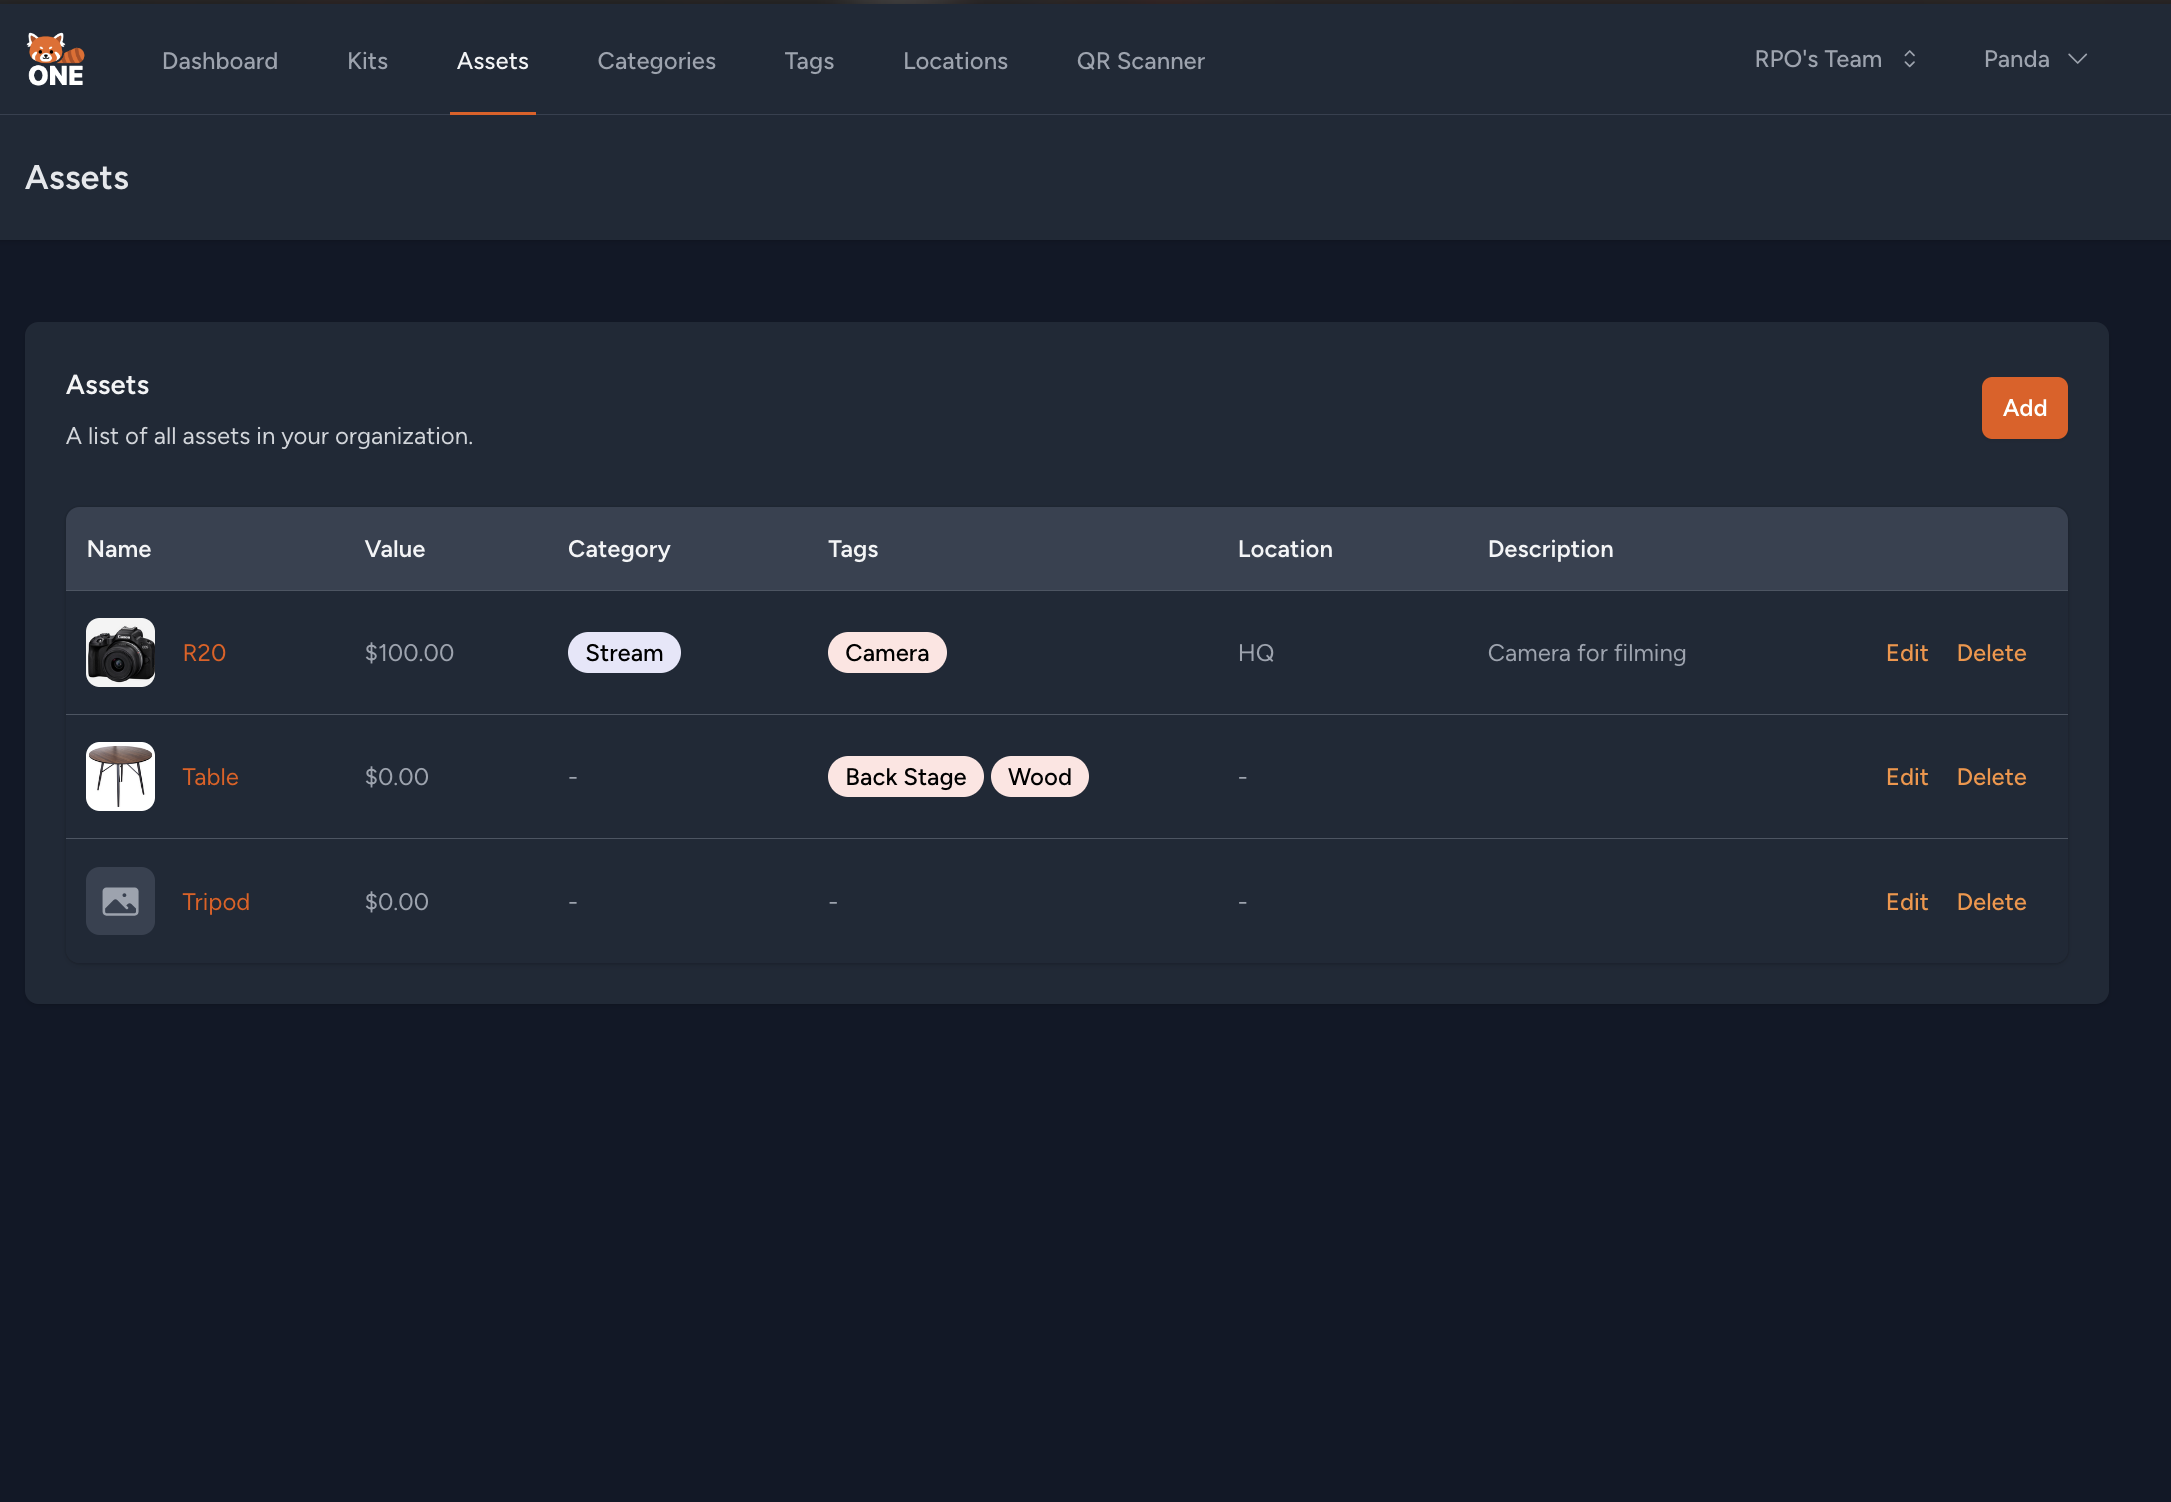 ONE
Dashboard Kits Assets Categories Tags Locations QR Scanner RPO's Team Panda
Assets
Assets
A list of all assets in your organization.
Add
Name Value Category Tags Location Description
R20 $100.00 Stream Camera HQ Camera for filming Edit Delete
Table $0.00 - Back Stage Wood - Edit Delete
Tripod $0.00 - - - Edit Delete